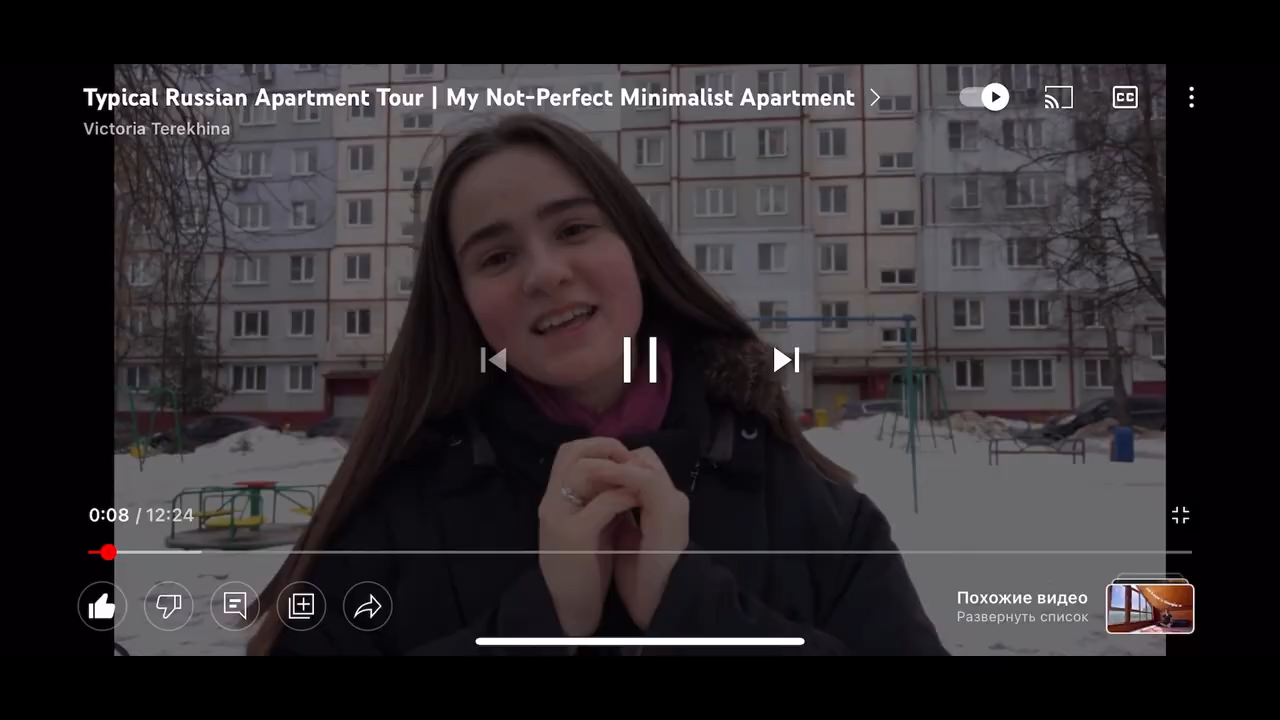 Typical Russian Apartment Tour | My Not-Perfect Minimalist Apartment
Victoria Terekhina
CC
0:08 / 12:24
Похожие видео
Развернуть список